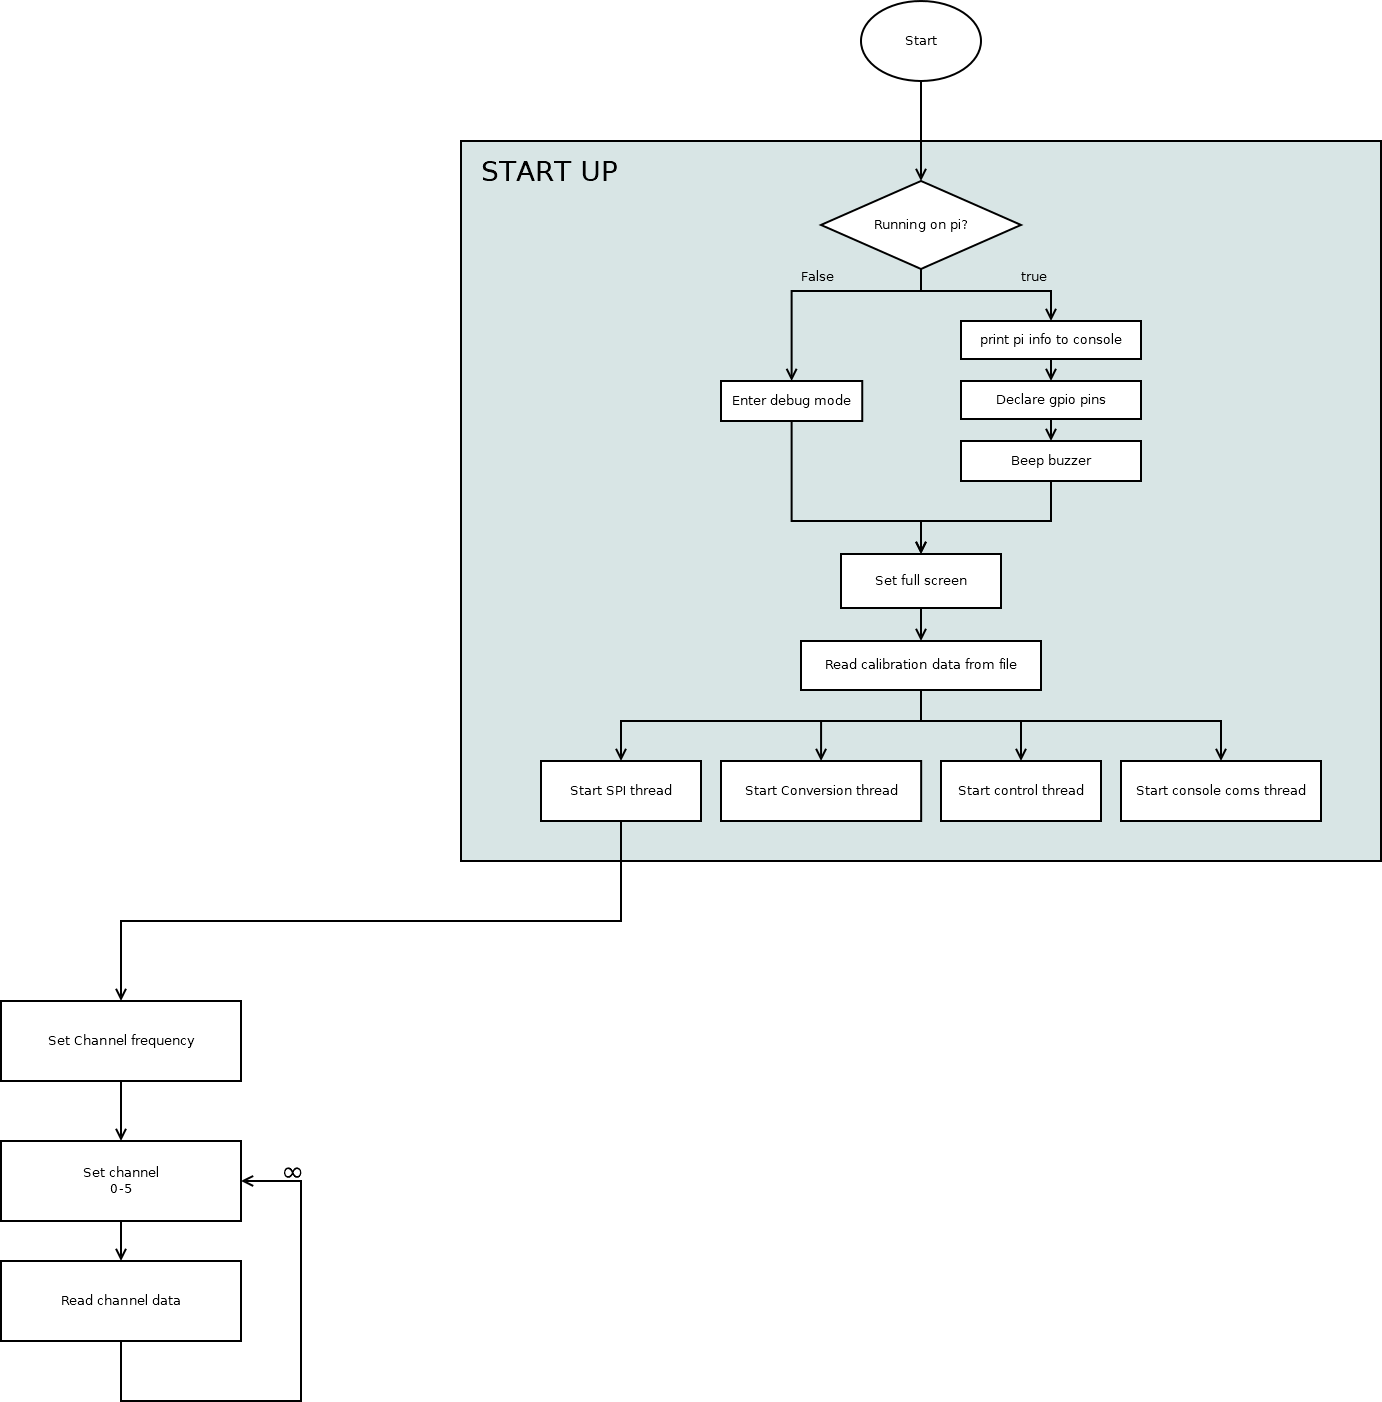 Start
START UP
Running on pi?
False
true
print pi info to console
Enter debug mode
Declare gpio pins
Beep buzzer
Set full screen
Read calibration data from file
Start SPI thread
Start Conversion thread
Start control thread
Start console coms thread
Set Channel frequency
Set channel
0-5
∞
Read channel data